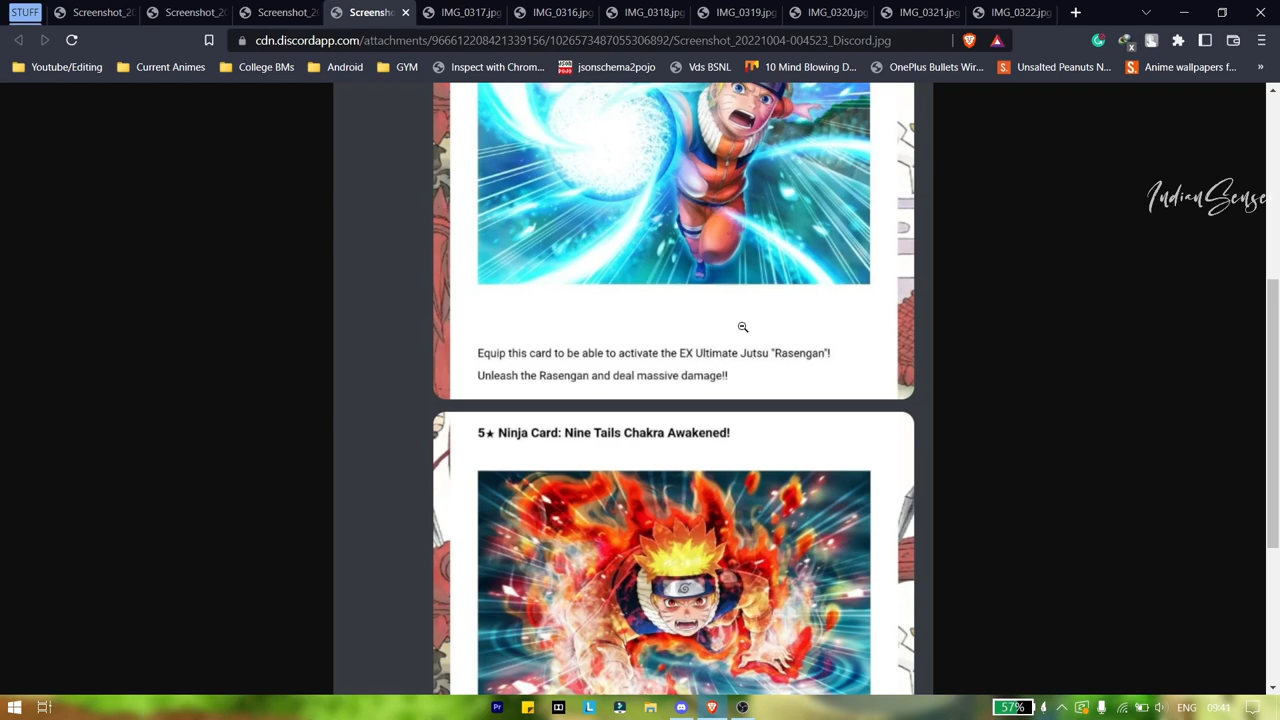 STUFF Screenshot_20 Screenshot_20 Screenshot_20 Screenshot IMG_0317.jpg IMG_0316.jpg IMG_0318.jpg IMG_0319.jpg IMG_0320.jpg IMG_0321.jpg IMG_0322.jpg
cdn.discordapp.com/attachments/966612208421339156/1026573487055306892/Screenshot_20221004-004523_Discord.jpg
Youtube/Editing Current Animes College BMs Android GYM Inspect with Chrom... jsonschema2pojo Vds BSNL 10 Mind Blowing D... OnePlus Bullets Wir... Unsalted Peanuts N... Anime wallpapers f... »
IndianSense
Equip this card to be able to activate the EX Ultimate Jutsu "Rasengan"!
Unleash the Rasengan and deal massive damage!!
5★ Ninja Card: Nine Tails Chakra Awakened!
57% ENG 09:41